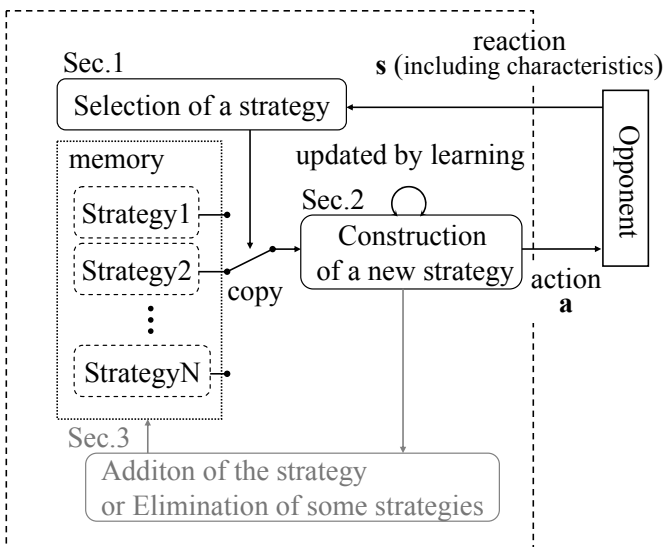 reaction
s (including characteristics)
Sec.1
Selection of a strategy
Opponent
memory
updated by learning
Strategy1
Sec.2
Construction
of a new strategy
Strategy2
copy
action
a
StrategyN
Sec.3
Additon of the strategy
or Elimination of some strategies